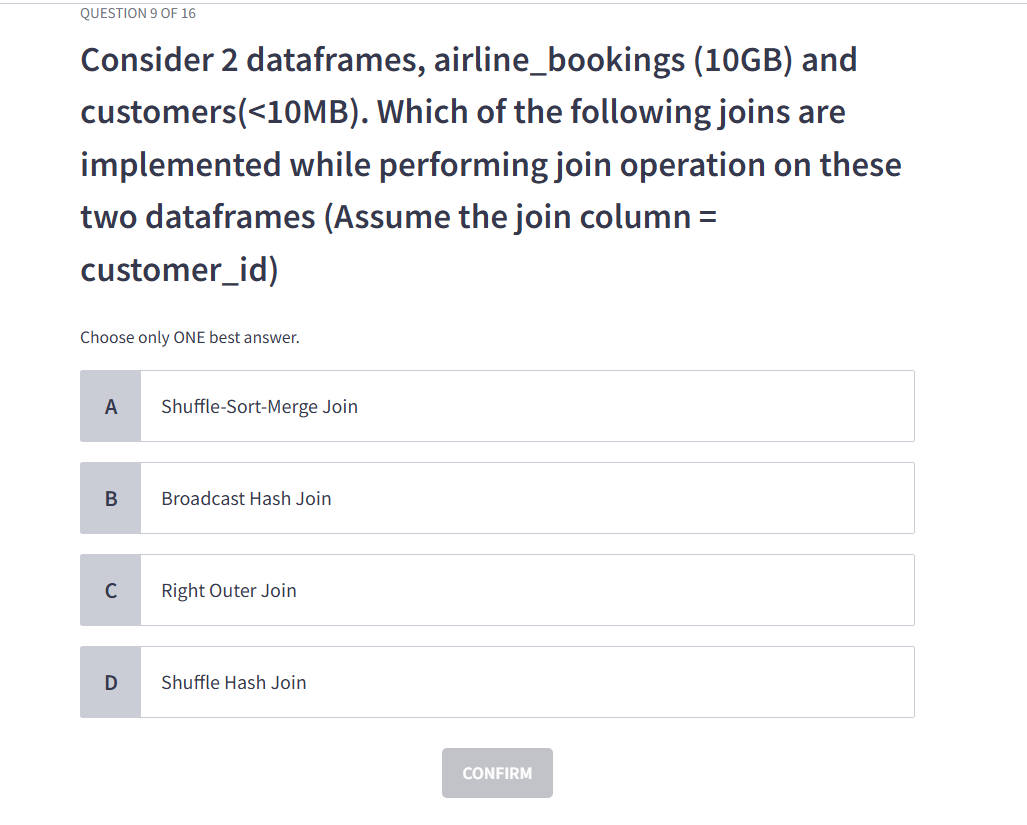 QUESTION 9 OF 16
Consider 2 dataframes, airline_bookings (10GB) and
customers(<10MB). Which of the following joins are
implemented while performing join operation on these
two dataframes (Assume the join column =
customer_id)
Choose only ONE best answer.
A Shuffle-Sort-Merge Join
B Broadcast Hash Join
C Right Outer Join
D Shuffle Hash Join
CONFIRM